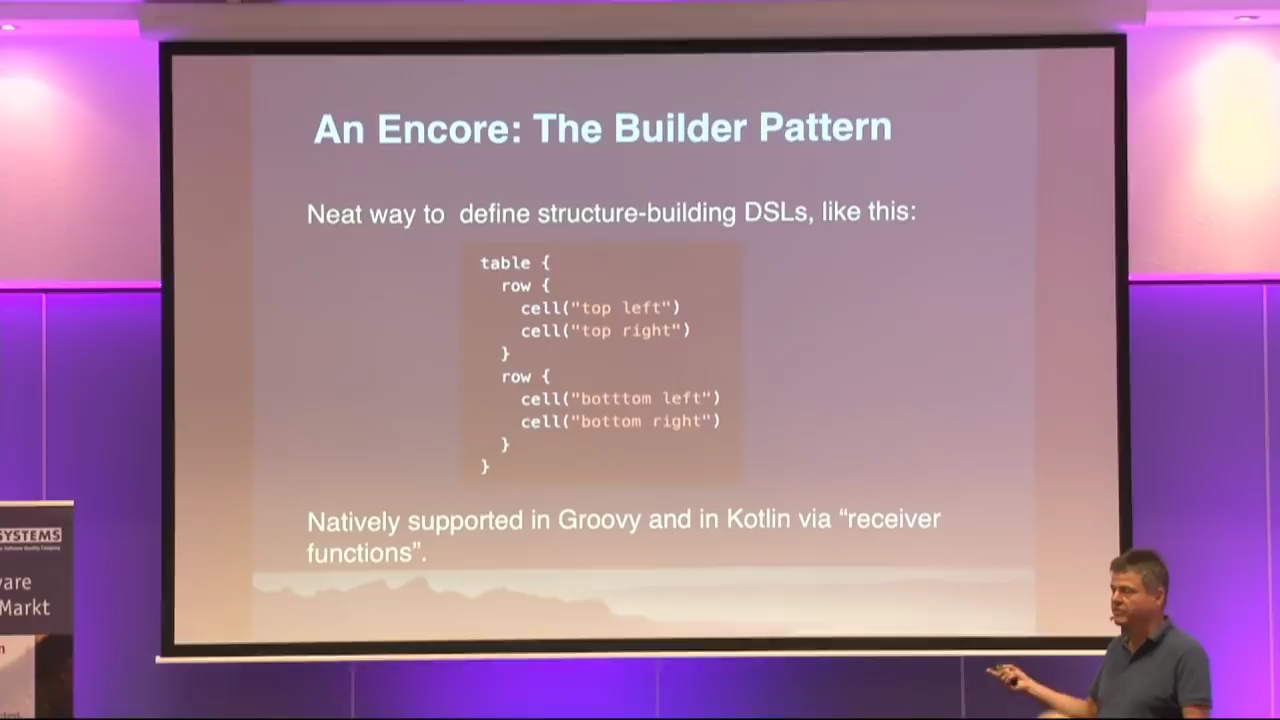 An Encore: The Builder Pattern
Neat way to define structure-building DSLs, like this:
table {
row {
cell("top left")
cell("top right")
}
row {
cell("botttom left")
cell("bottom right")
}
}
Natively supported in Groovy and in Kotlin via “receiver
functions”.
SYSTEMS
Markt